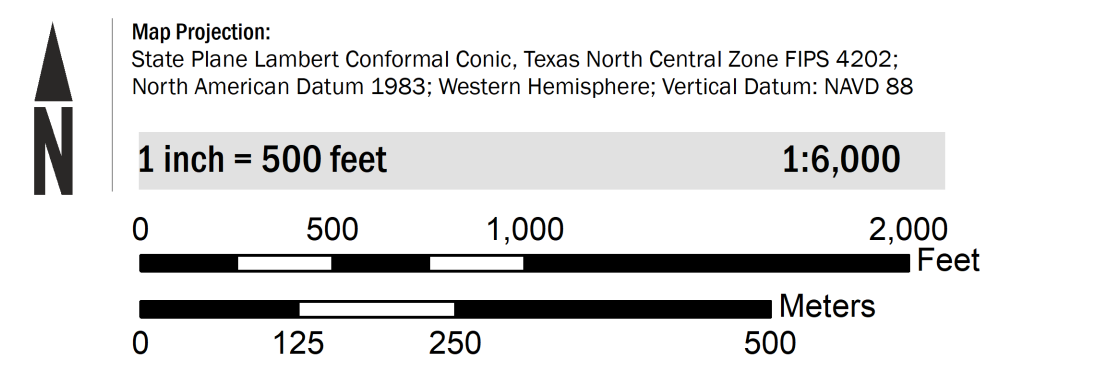 N
Map Projection:
State Plane Lambert Conformal Conic, Texas North Central Zone FIPS 4202;
North American Datum 1983; Western Hemisphere; Vertical Datum: NAVD 88
1 inch = 500 feet 1:6,000
0 500 1,000 2,000
Feet
Meters
0 125 250 500